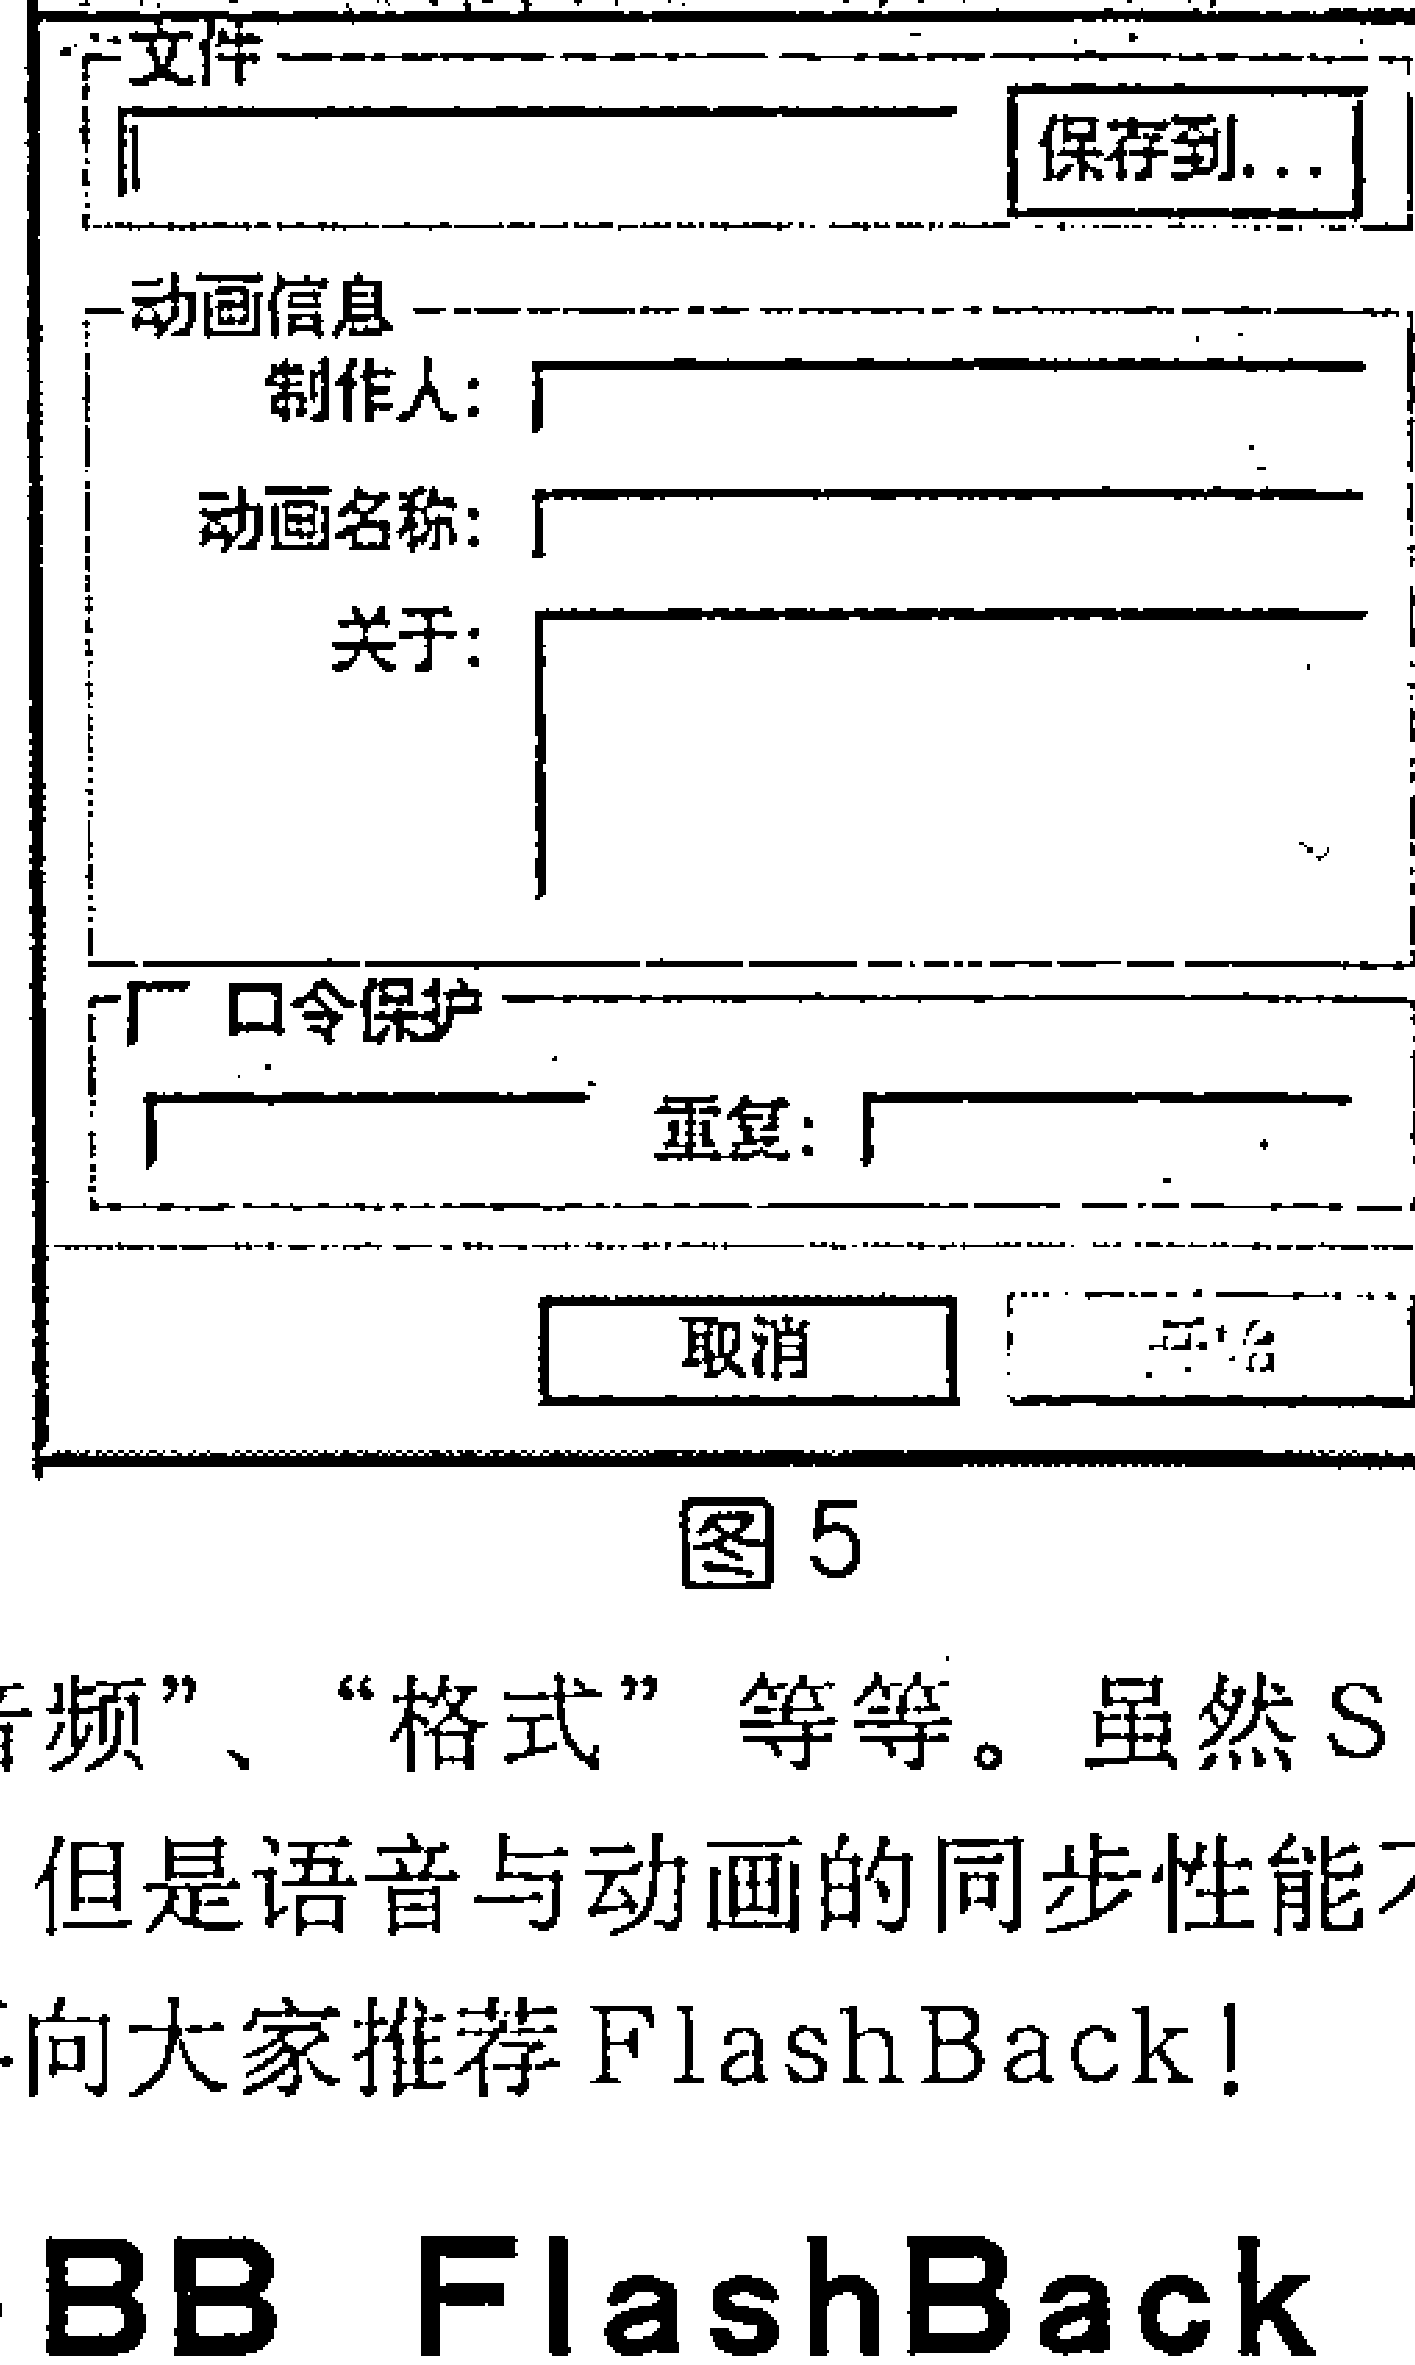 文件
保存到...
动画信息
制作人:
动画名称:
关于:
口令保护
重复:
取消
图 5
音频”、“格式” 等等。虽然S
但是语音与动画的同步性能
向大家推荐FlashBack!
BB FlashBack